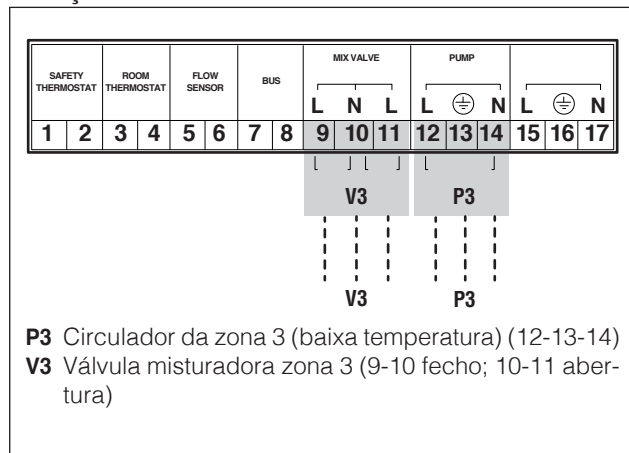 SAFETY THERMOSTAT ROOM THERMOSTAT FLOW SENSOR BUS MIX VALVE PUMP
L N L L ⏚ N L ⏚ N
1 2 3 4 5 6 7 8 9 10 11 12 13 14 15 16 17
V3 P3
V3 P3
P3 Circulador da zona 3 (baixa temperatura) (12-13-14)
V3 Válvula misturadora zona 3 (9-10 fecho; 10-11 aber-
tura)